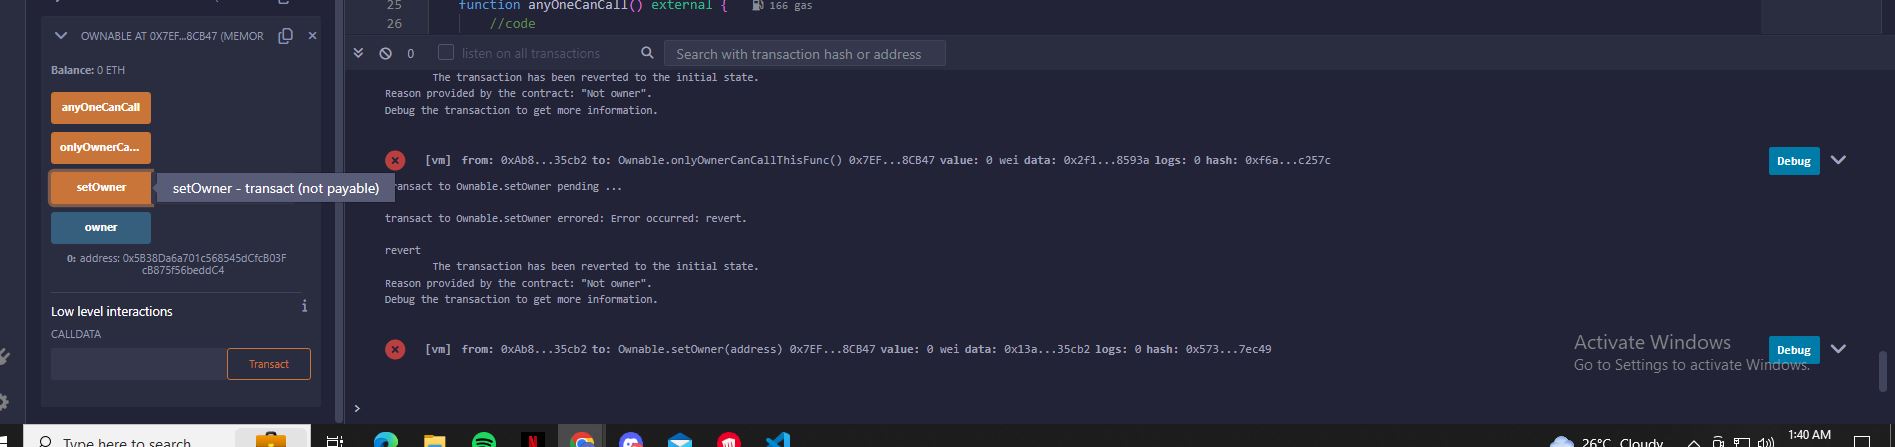 25
function anyOneCanCall() external {
166 gas
26
//code
OWNABLE AT 0X7EF...8CB47 (MEMOR
0
listen on all transactions
Search with transaction hash or address
Balance: 0 ETH
anyOneCanCall
onlyOwnerCa...
setOwner
setOwner - transact (not payable)
owner
0: address: 0x5B38Da6a701c568545dCfcB03F
cB875f56beddC4
Low level interactions
i
CALLDATA
Transact
The transaction has been reverted to the initial state.
Reason provided by the contract: "Not owner".
Debug the transaction to get more information.
[vm] from: 0xAb8...35cb2 to: Ownable.onlyOwnerCanCallThisFunc() 0x7EF...8CB47 value: 0 wei data: 0x2f1...8593a logs: 0 hash: 0xf6a...c257c
Debug
ransact to Ownable.setOwner pending ...
transact to Ownable.setOwner errored: Error occurred: revert.
revert
The transaction has been reverted to the initial state.
Reason provided by the contract: "Not owner".
Debug the transaction to get more information.
[vm] from: 0xAb8...35cb2 to: Ownable.setOwner(address) 0x7EF...8CB47 value: 0 wei data: 0x13a...35cb2 logs: 0 hash: 0x573...7ec49
Debug
Activate Windows
Go to Settings to activate Windows.
>
Type here to search
26°C Cloudy
1:40 AM